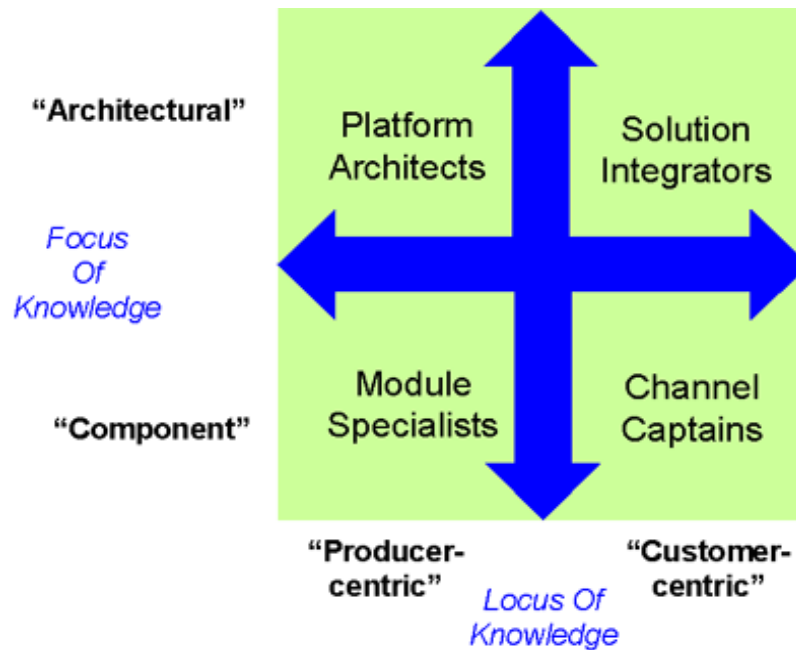 “Architectural”
Platform
Architects
Solution
Integrators
Focus
Of
Knowledge
“Component”
Module
Specialists
Channel
Captains
“Producer-
centric”
“Customer-
centric”
Locus Of
Knowledge